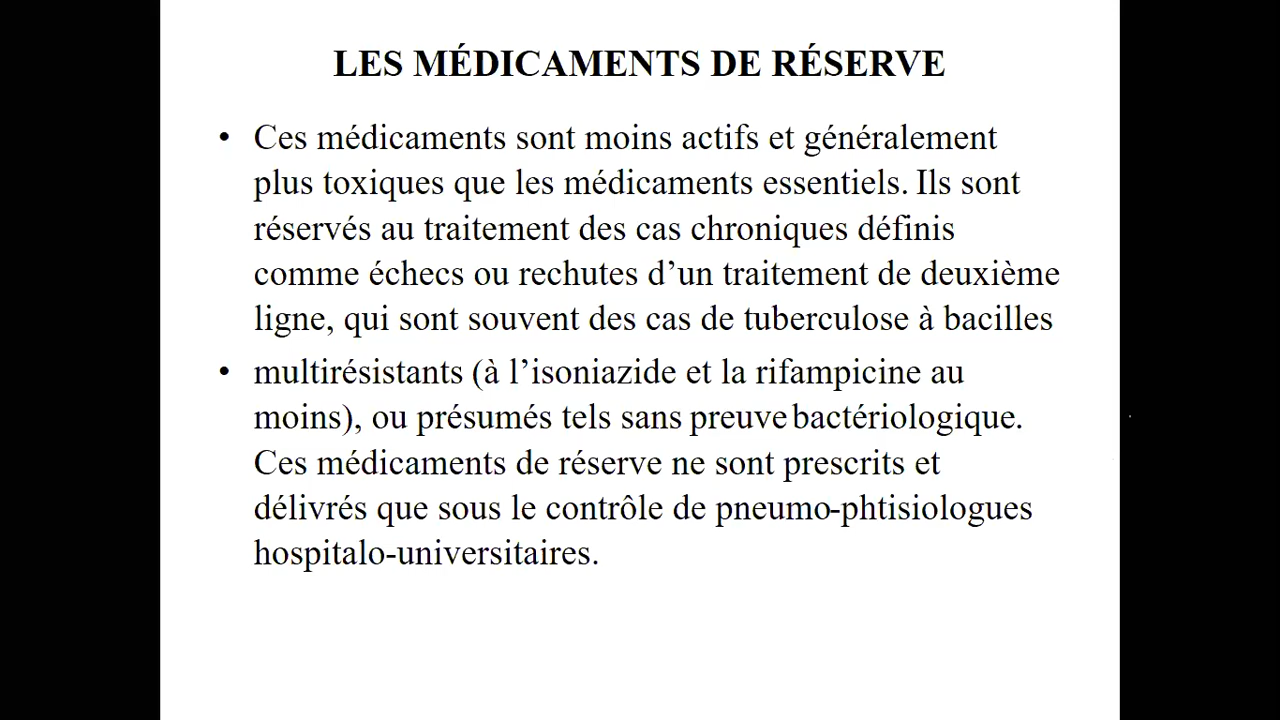 LES MÉDICAMENTS DE RÉSERVE
• Ces médicaments sont moins actifs et généralement
plus toxiques que les médicaments essentiels. Ils sont
réservés au traitement des cas chroniques définis
comme échecs ou rechutes d’un traitement de deuxième
ligne, qui sont souvent des cas de tuberculose à bacilles
• multirésistants (à l’isoniazide et la rifampicine au
moins), ou présumés tels sans preuve bactériologique.
Ces médicaments de réserve ne sont prescrits et
délivrés que sous le contrôle de pneumo-phtisiologues
hospitalo-universitaires.